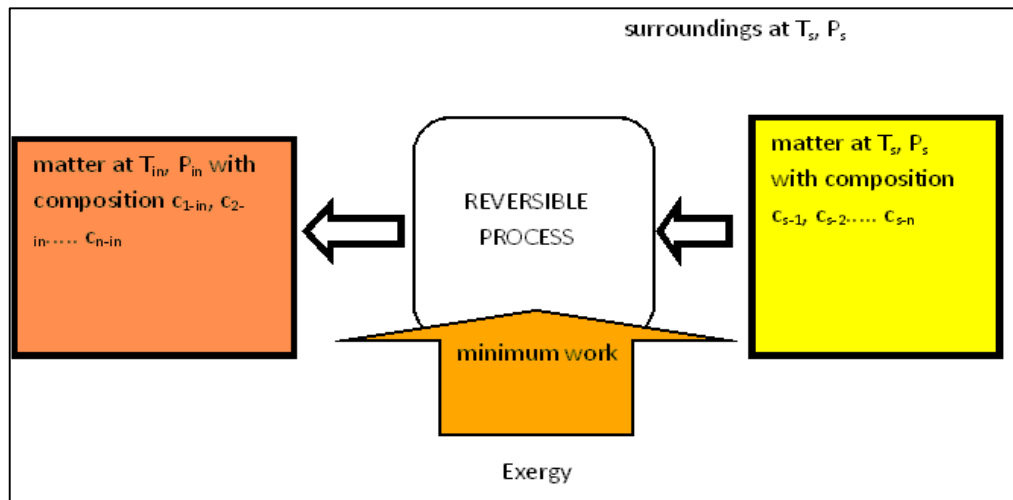 surroundings at Tₛ, Pₛ
matter at Tᵢₙ, Pᵢₙ with
composition c₁₋ᵢₙ, c₂₋
ᵢₙ..... cₙ₋ᵢₙ
REVERSIBLE
PROCESS
matter at Tₛ, Pₛ
with composition
cₛ₋₁, cₛ₋₂..... cₛ₋ₙ
minimum work
Exergy